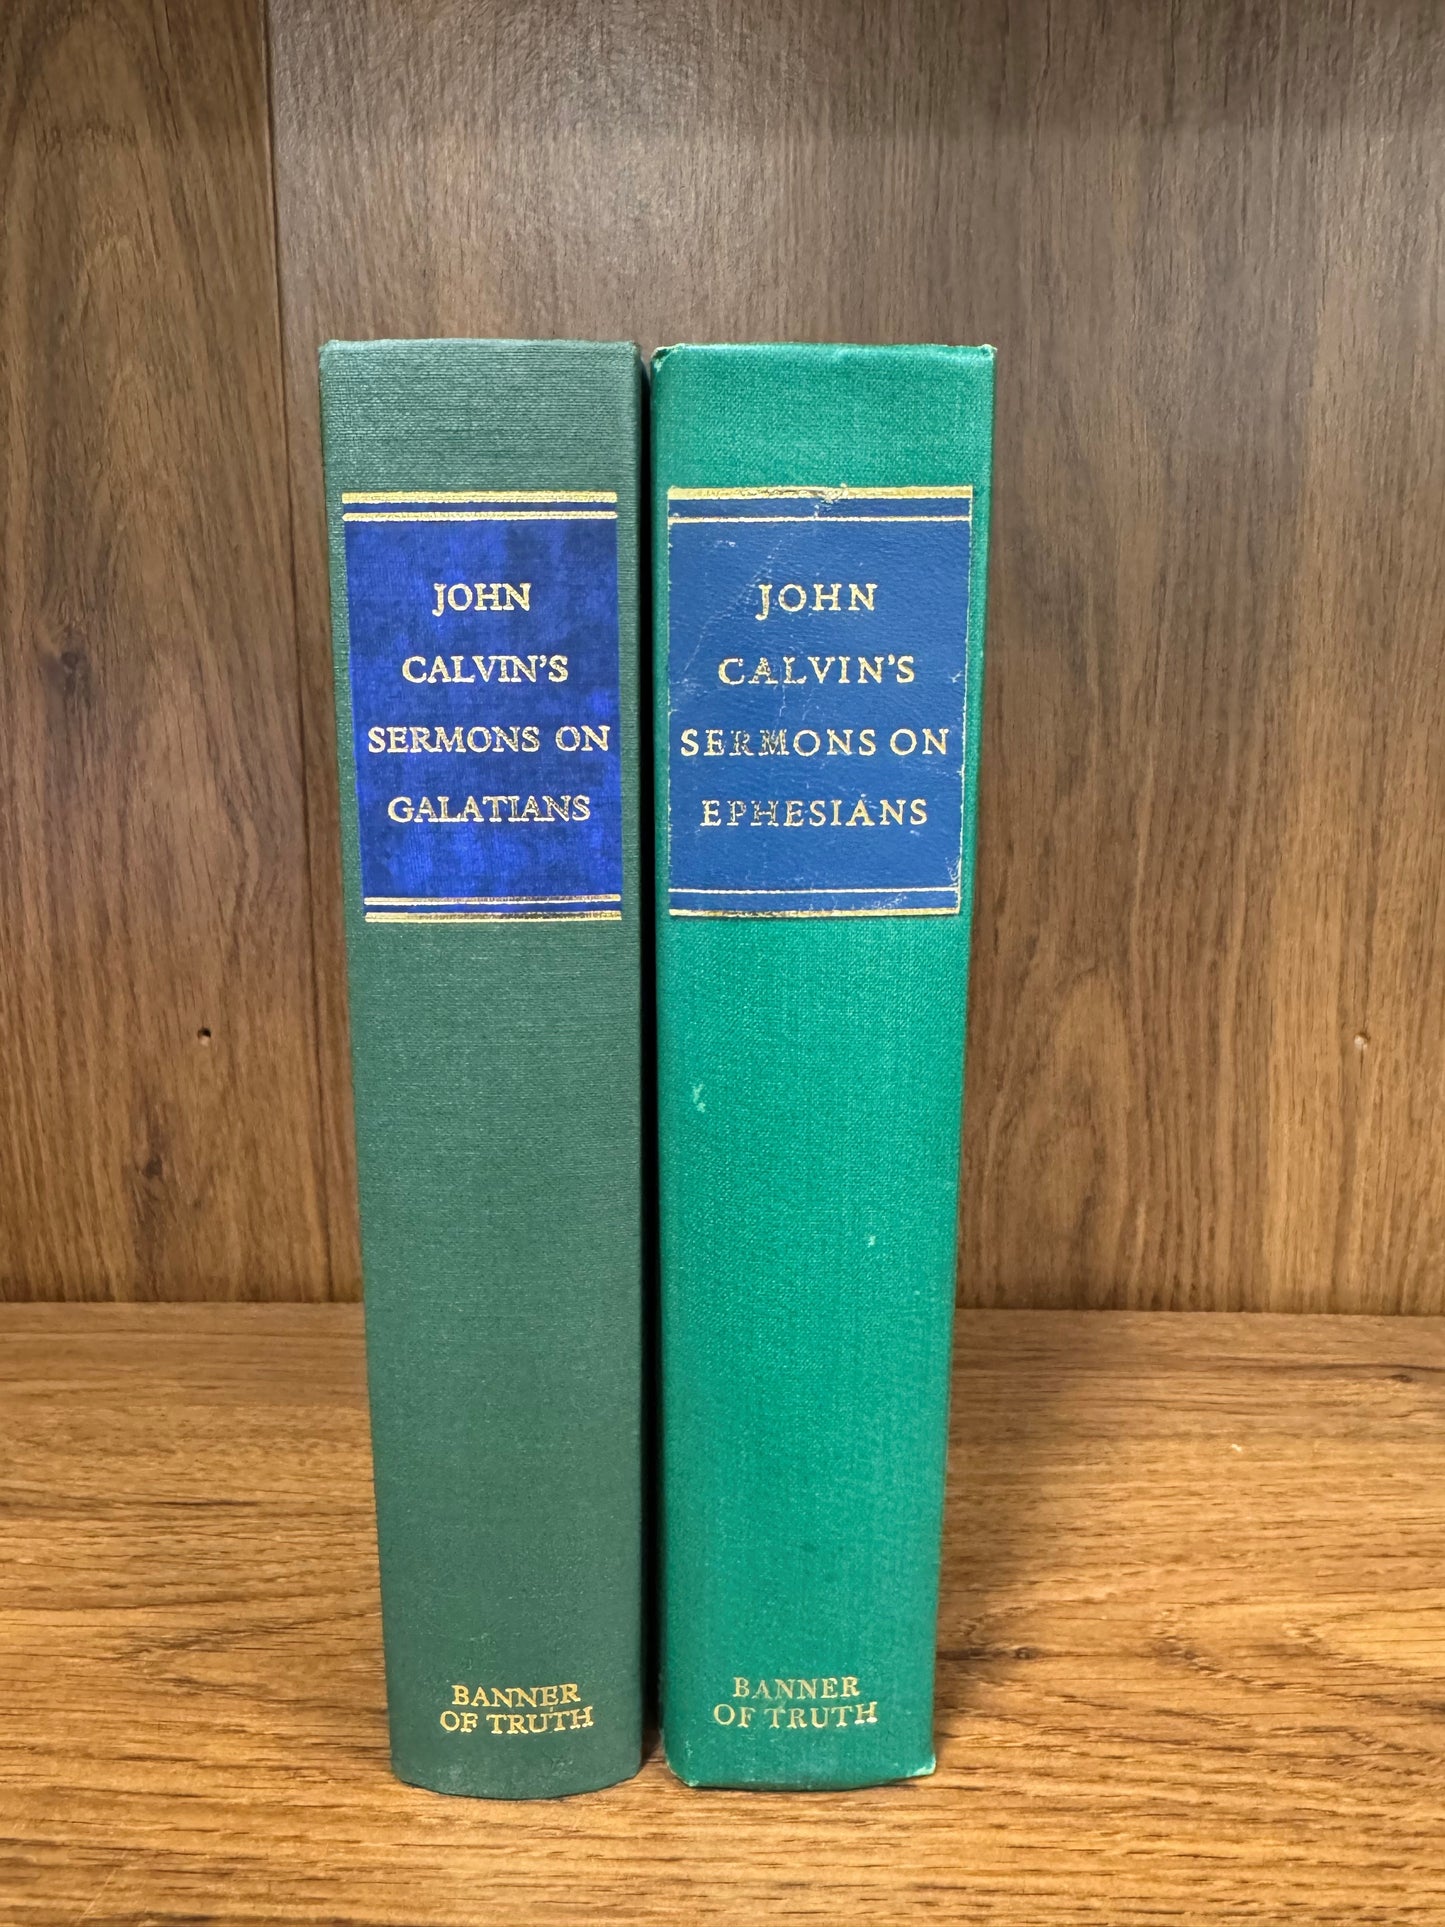 JOHN
CALVIN'S
SERMONS ON
GALATIANS
BANNER
OF TRUTH
JOHN
CALVIN'S
SERMONS ON
EPHESIANS
BANNER
OF TRUTH